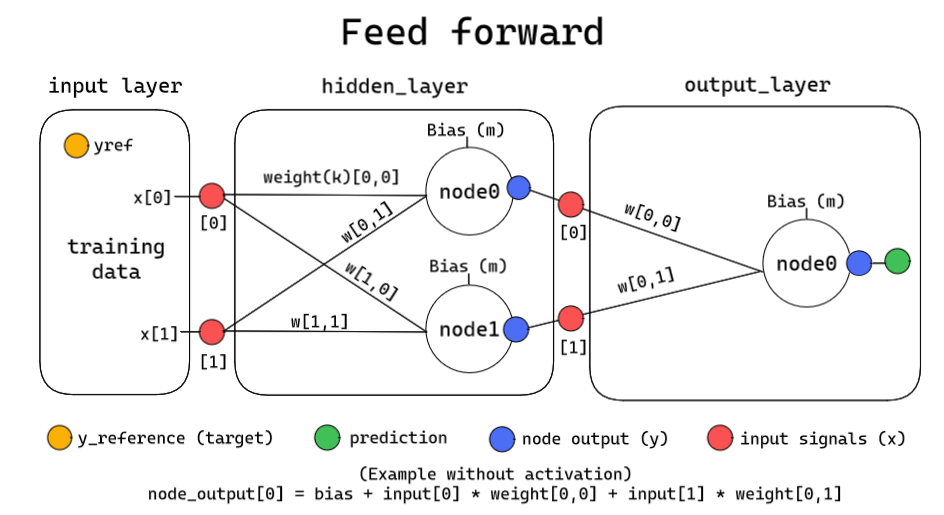 Feed forward
input layer
hidden_layer
output_layer
yref
x[0]
training
data
x[1]
[0]
[1]
weight(k)[0,0]
w[0,1]
w[1,0]
w[1,1]
Bias (m)
node0
Bias (m)
node1
[0]
[1]
w[0,0]
w[0,1]
Bias (m)
node0
y_reference (target)
prediction
node output (y)
input signals (x)
(Example without activation)
node_output[0] = bias + input[0] * weight[0,0] + input[1] * weight[0,1]